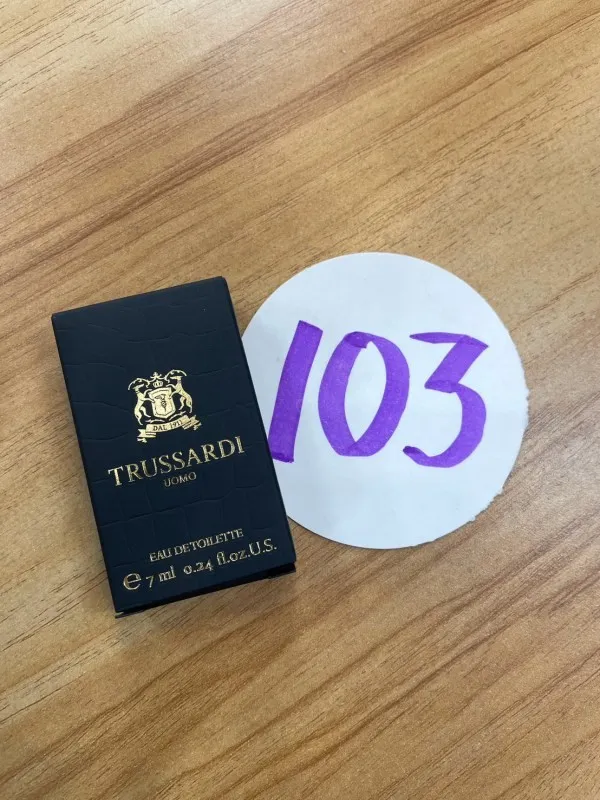 DAL 1911
TRUSSARDI
UOMO
EAU DE TOILETTE
℮ 7 ml 0.24 fl.oz.U.S.
103